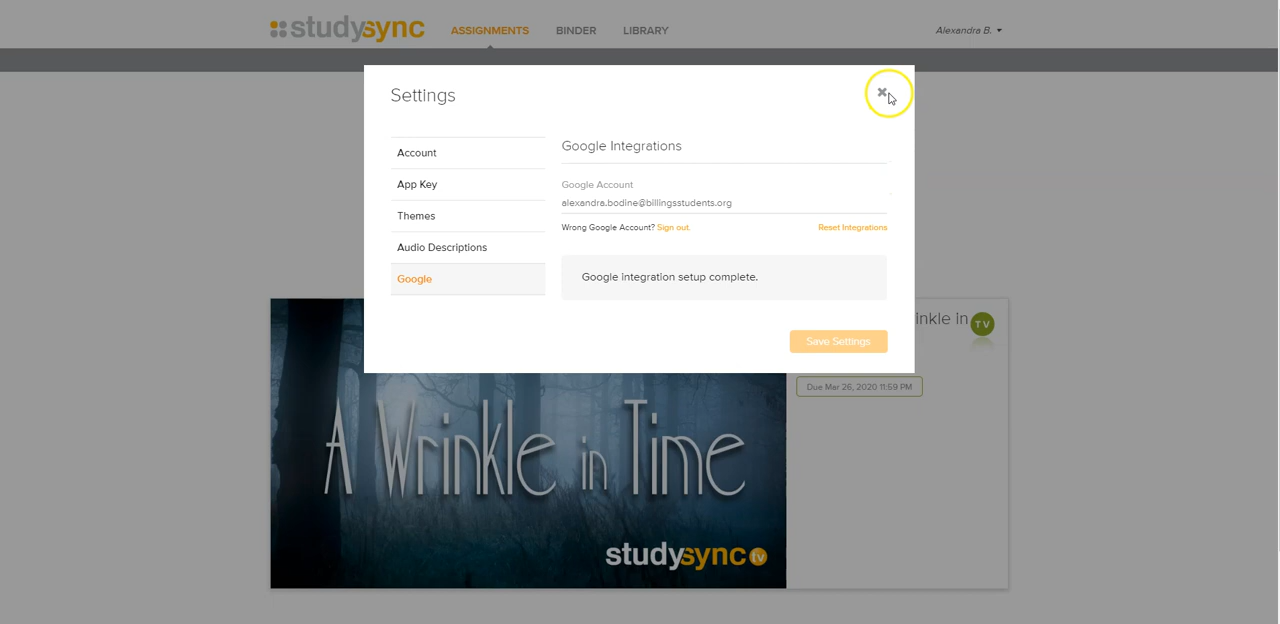 studysync
ASSIGNMENTS BINDER LIBRARY
Alexandra B.
Settings
Account
App Key
Themes
Audio Descriptions
Google
Google Integrations
Google Account
alexandra.bodine@billingsstudents.org
Wrong Google Account? Sign out. Reset Integrations
Google integration setup complete.
Save Settings
inkle in
TV
Due Mar 26, 2020 11:59 PM
A Wrinkle in Time
studysync tv